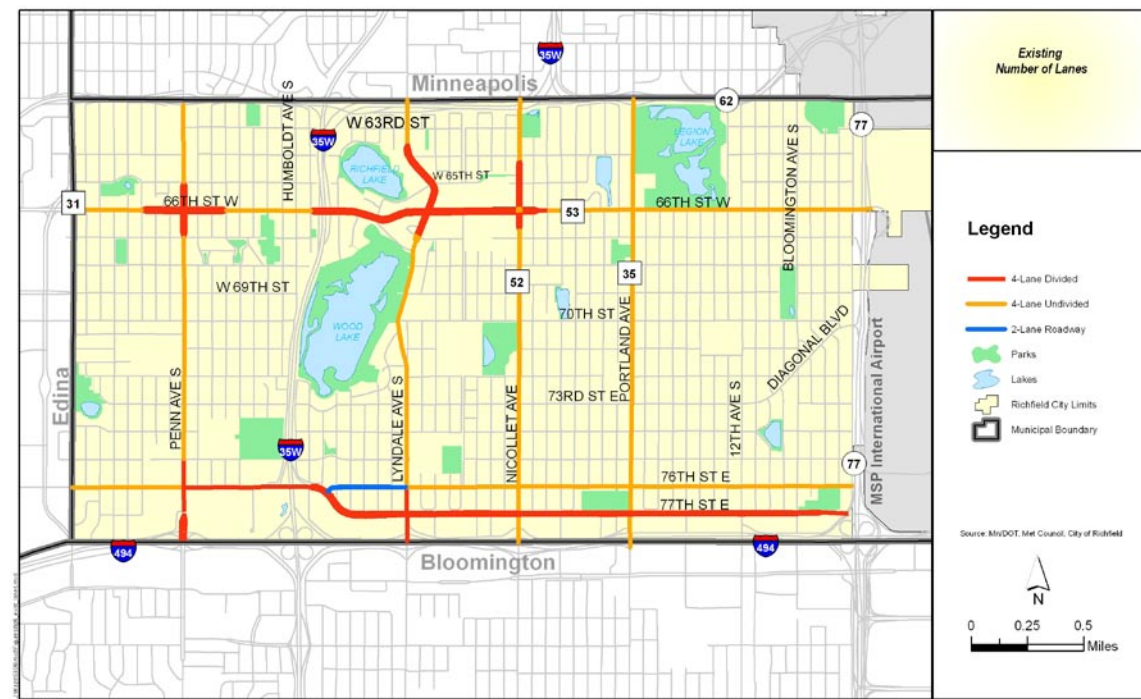 Existing
Number of Lanes
35W
Minneapolis
62
77
HUMBOLDT AVE S
35W
W 63RD ST
LEGION
LAKE
BLOOMINGTON AVE S
RICHFIELD
LAKE
W 65TH ST
31
66TH ST W
53
66TH ST W
W 69TH ST
52
35
70TH ST
WOOD
LAKE
DIAGONAL BLVD
Edina
PENN AVE S
LYNDALE AVE S
NICOLLET AVE
73RD ST E
PORTLAND AVE
12TH AVE S
MSP International Airport
35W
77
76TH ST E
77TH ST E
494
Bloomington
494
Legend
4-Lane Divided
4-Lane Undivided
2-Lane Roadway
Parks
Lakes
Richfield City Limits
Municipal Boundary
Source: Mn/DOT, Met Council, City of Richfield
N
0 0.25 0.5
Miles